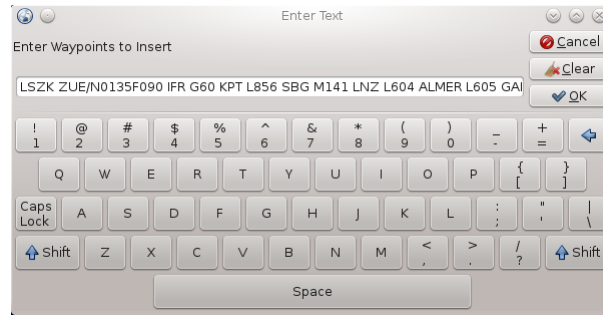 Enter Text
Enter Waypoints to Insert
Cancel
Clear
OK
LSZK ZUE/N0135F090 IFR G60 KPT L856 SBG M141 LNZ L604 ALMER L605 GAI
! @ # $ % ^ & * ( ) _ +
1 2 3 4 5 6 7 8 9 0 - =
Q W E R T Y U I O P { }
[ ]
Caps Lock A S D F G H J K L : " |
; ' \
Shift Z X C V B N M < > / Shift
, . ?
Space